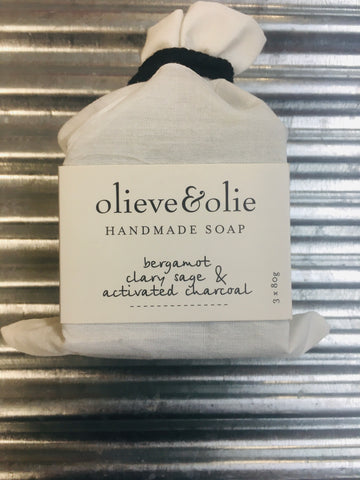 olieve&olie
HANDMADE SOAP
bergamot
clary sage &
activated charcoal
3 x 80g